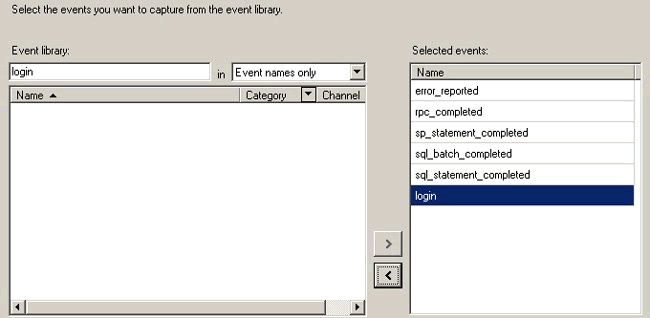 Select the events you want to capture from the event library.
Event library:
login
in
Event names only
Name
Category
Channel
Selected events:
Name
error_reported
rpc_completed
sp_statement_completed
sql_batch_completed
sql_statement_completed
login
>
<